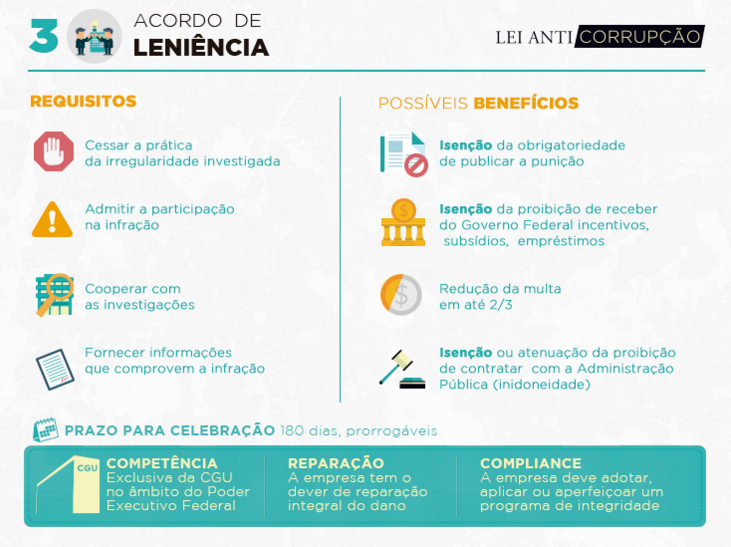 3
ACORDO DE
LENIÊNCIA
LEI ANTICORRUPÇÃO
REQUISITOS
Cessar a prática
da irregularidade investigada
Admitir a participação
na infração
Cooperar com
as investigações
Fornecer informações
que comprovem a infração
POSSÍVEIS BENEFÍCIOS
Isenção da obrigatoriedade
de publicar a punição
Isenção da proibição de receber
do Governo Federal incentivos,
subsídios, empréstimos
Redução da multa
em até 2/3
Isenção ou atenuação da proibição
de contratar com a Administração
Pública (inidoneidade)
PRAZO PARA CELEBRAÇÃO 180 dias, prorrogáveis
CGU
COMPETÊNCIA
Exclusiva da CGU
no âmbito do Poder
Executivo Federal
REPARAÇÃO
A empresa tem o
dever de reparação
integral do dano
COMPLIANCE
A empresa deve adotar,
aplicar ou aperfeiçoar um
programa de integridade